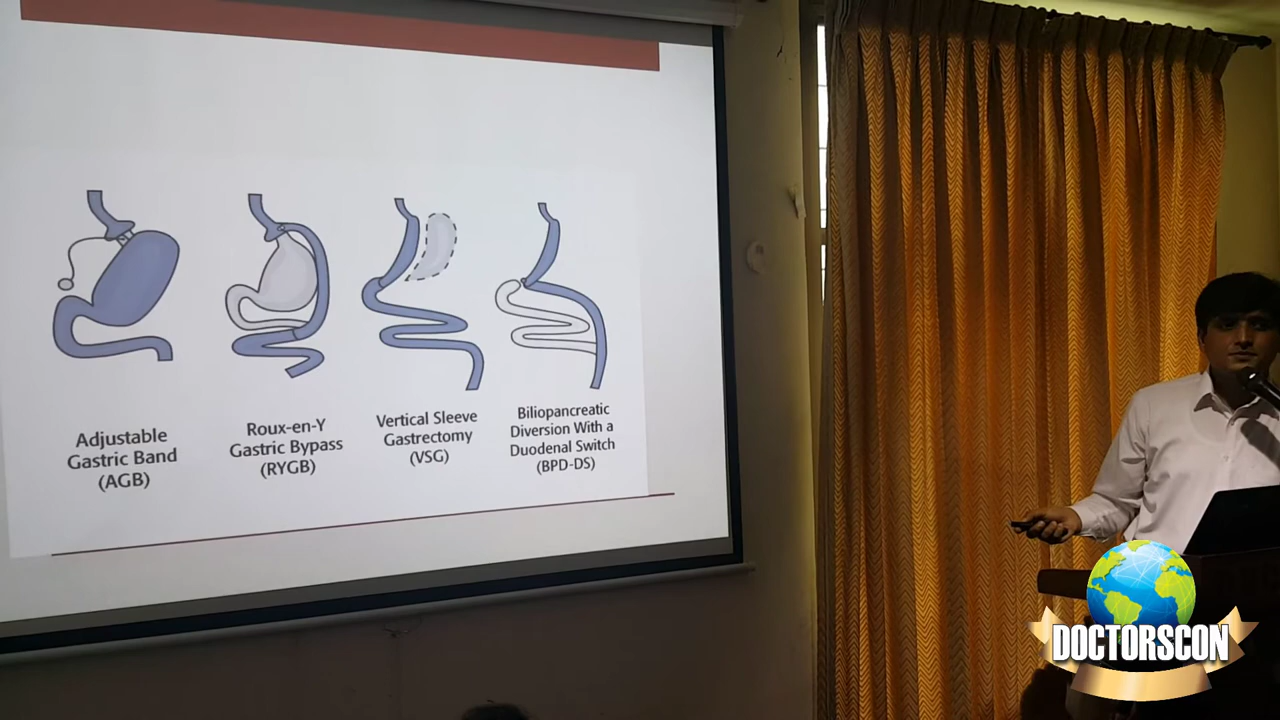 Adjustable
Gastric Band
(AGB)
Roux-en-Y
Gastric Bypass
(RYGB)
Vertical Sleeve
Gastrectomy
(VSG)
Biliopancreatic
Diversion With a
Duodenal Switch
(BPD-DS)
DOCTORSCON